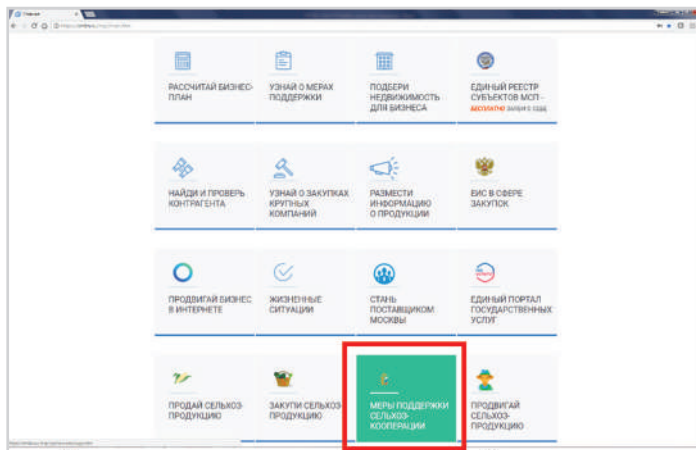 Главная
РАССЧИТАЙ БИЗНЕС-
ПЛАН
УЗНАЙ О МЕРАХ
ПОДДЕРЖКИ
ПОДБЕРИ
НЕДВИЖИМОСТЬ
ДЛЯ БИЗНЕСА
ЕДИНЫЙ РЕЕСТР
СУБЪЕКТОВ МСП -
БЕСПЛАТНО
НАЙДИ И ПРОВЕРЬ
КОНТРАГЕНТА
УЗНАЙ О ЗАКУПКАХ
КРУПНЫХ
КОМПАНИЙ
РАЗМЕСТИ
ИНФОРМАЦИЮ
О ПРОДУКЦИИ
ЕИС В СФЕРЕ
ЗАКУПОК
ПРОДВИГАЙ БИЗНЕС
В ИНТЕРНЕТЕ
ЖИЗНЕННЫЕ
СИТУАЦИИ
СТАНЬ
ПОСТАВЩИКОМ
МОСКВЫ
ЕДИНЫЙ ПОРТАЛ
ГОСУДАРСТВЕННЫХ
УСЛУГ
ПРОДАЙ СЕЛЬХОЗ-
ПРОДУКЦИЮ
ЗАКУПИ СЕЛЬХОЗ-
ПРОДУКЦИЮ
МЕРЫ ПОДДЕРЖКИ
СЕЛЬХОЗ-
КООПЕРАЦИИ
ПРОДВИГАЙ
СЕЛЬХОЗ-
ПРОДУКЦИЮ